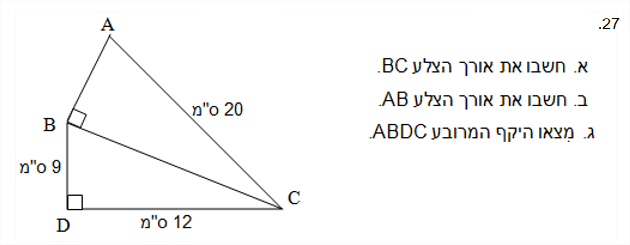 27.
א. חשבו את אורך הצלע BC.
ב. חשבו את אורך הצלע AB.
ג. מִצאו היקף המרובע ABDC.
A
20 ס"מ
B
9 ס"מ
C
D
12 ס"מ